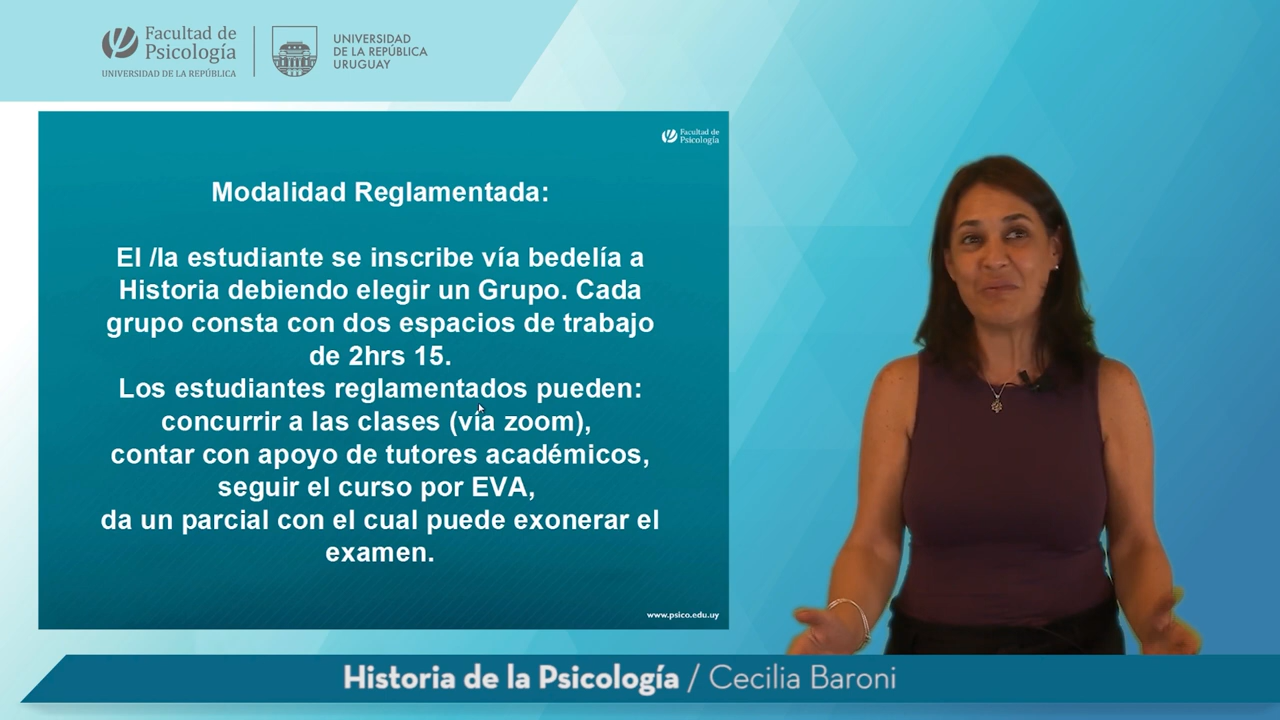 Facultad de
Psicología
UNIVERSIDAD DE LA REPÚBLICA
UNIVERSIDAD
DE LA REPÚBLICA
URUGUAY
Facultad de
Psicología
Modalidad Reglamentada:
El /la estudiante se inscribe vía bedelía a
Historia debiendo elegir un Grupo. Cada
grupo consta con dos espacios de trabajo
de 2hrs 15.
Los estudiantes reglamentados pueden:
concurrir a las clases (vía zoom),
contar con apoyo de tutores académicos,
seguir el curso por EVA,
da un parcial con el cual puede exonerar el
examen.
www.psico.edu.uy
Historia de la Psicología / Cecilia Baroni